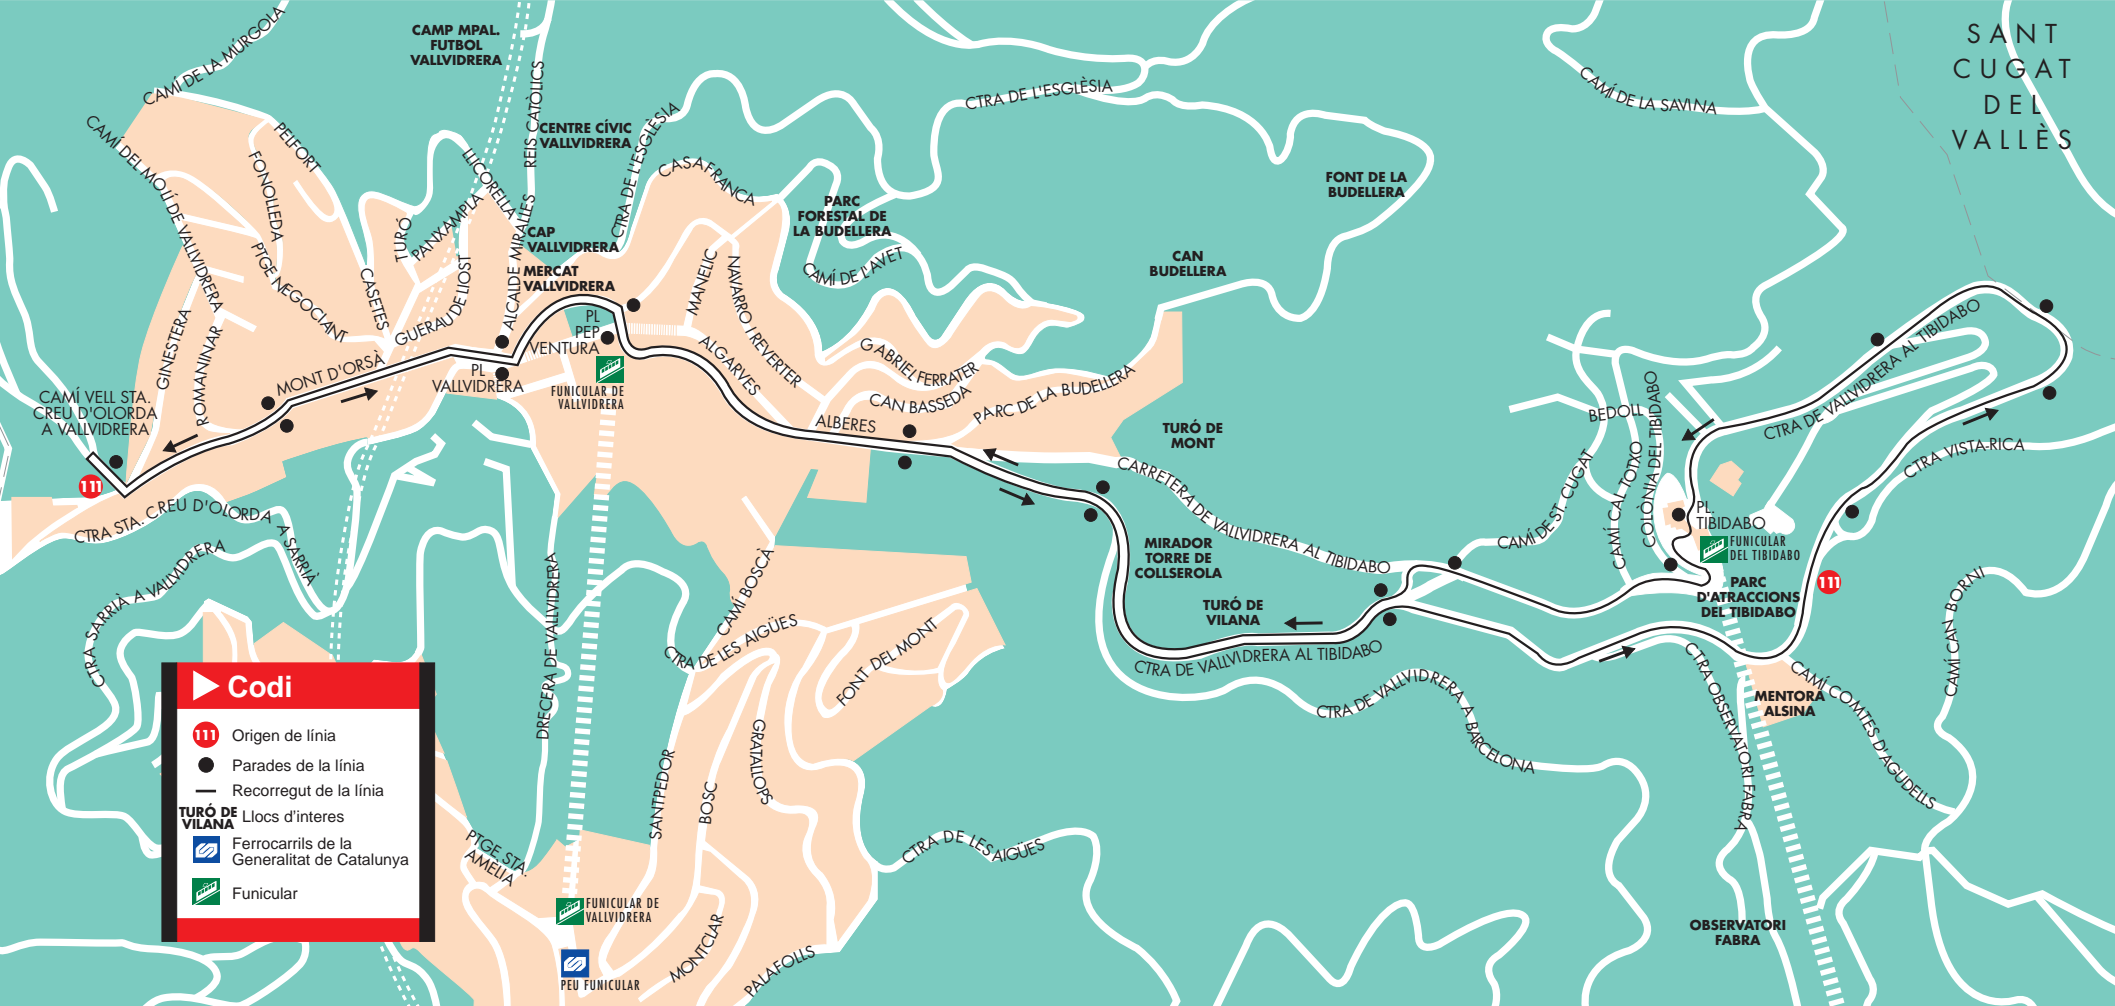 CAMÍ DE LA MÚRGOLA
CAMP MPAL.
FUTBOL
VALLVIDRERA
REIS CATÒLICS
CENTRE CÍVIC
VALLVIDRERA
CTRA DE L'ESGLÈSIA
CTRA DE L'ESGLÈSIA
CAMÍ DE LA SAVINA
SANT
CUGAT
DEL
VALLÈS
CAMÍ DEL MOLÍ DE VALLVIDRERA
PELFORT
FONOLLEDA
LLICORELLA
PANXAMPLA
TURÓ
CASAFRANCA
PARC
FORESTAL DE
LA BUDELLERA
FONT DE LA
BUDELLERA
CAP
VALLVIDRERA
MERCAT
VALLVIDRERA
ALCALDE MIRALLES
PTGE NEGOCIANT
CASETES
GUERAU DE LIOST
MANELIC
NAVARRO I REVERTER
CAMÍ DE L'AVET
CAN
BUDELLERA
GINESTERA
ROMANINAR
MONT D'ORSÀ
PL
PEP
VENTURA
PL
VALLVIDRERA
FUNICULAR DE
VALLVIDRERA
ALGARVES
GABRIEL FERRATER
CAN BASSEDA
PARC DE LA BUDELLERA
ALBERES
CAMÍ VELL STA.
CREU D'OLORDA
A VALLVIDRERA
111
CTRA STA. CREU D'OLORDA A SARRIÀ
CTRA SARRIÀ A VALLVIDRERA
TURÓ DE
MONT
CARRETERA DE VALLVIDRERA AL TIBIDABO
CAMÍ DE ST. CUGAT
BEDOLL
CAMÍ CAL TOTXO
COLÒNIA DEL TIBIDABO
CTRA DE VALLVIDRERA AL TIBIDABO
CTRA VISTA-RICA
PL.
TIBIDABO
FUNICULAR
DEL TIBIDABO
PARC
D'ATRACCIONS
DEL TIBIDABO
111
MIRADOR
TORRE DE
COLLSEROLA
TURÓ DE
VILANA
CTRA DE VALLVIDRERA AL TIBIDABO
CTRA DE VALLVIDRERA A BARCELONA
CTRA OBSERVATORI FABRA
MENTORA
ALSINA
CAMÍ COMTES D'AGUDELLS
CAMÍ CAN BORNI
OBSERVATORI
FABRA
DRECERA DE VALLVIDRERA
CAMÍ BOSCÀ
CTRA DE LES AIGÜES
FONT DEL MONT
SANTPEDOR
BOSC
GRATALLOPS
CTRA DE LES AIGÜES
PTGE. STA.
AMELIA
FUNICULAR DE
VALLVIDRERA
PEU FUNICULAR
MONTCLAR
PALAFOLLS
Codi
111 Origen de línia
Parades de la línia
Recorregut de la línia
TURÓ DE
VILANA Llocs d'interes
Ferrocarrils de la
Generalitat de Catalunya
Funicular